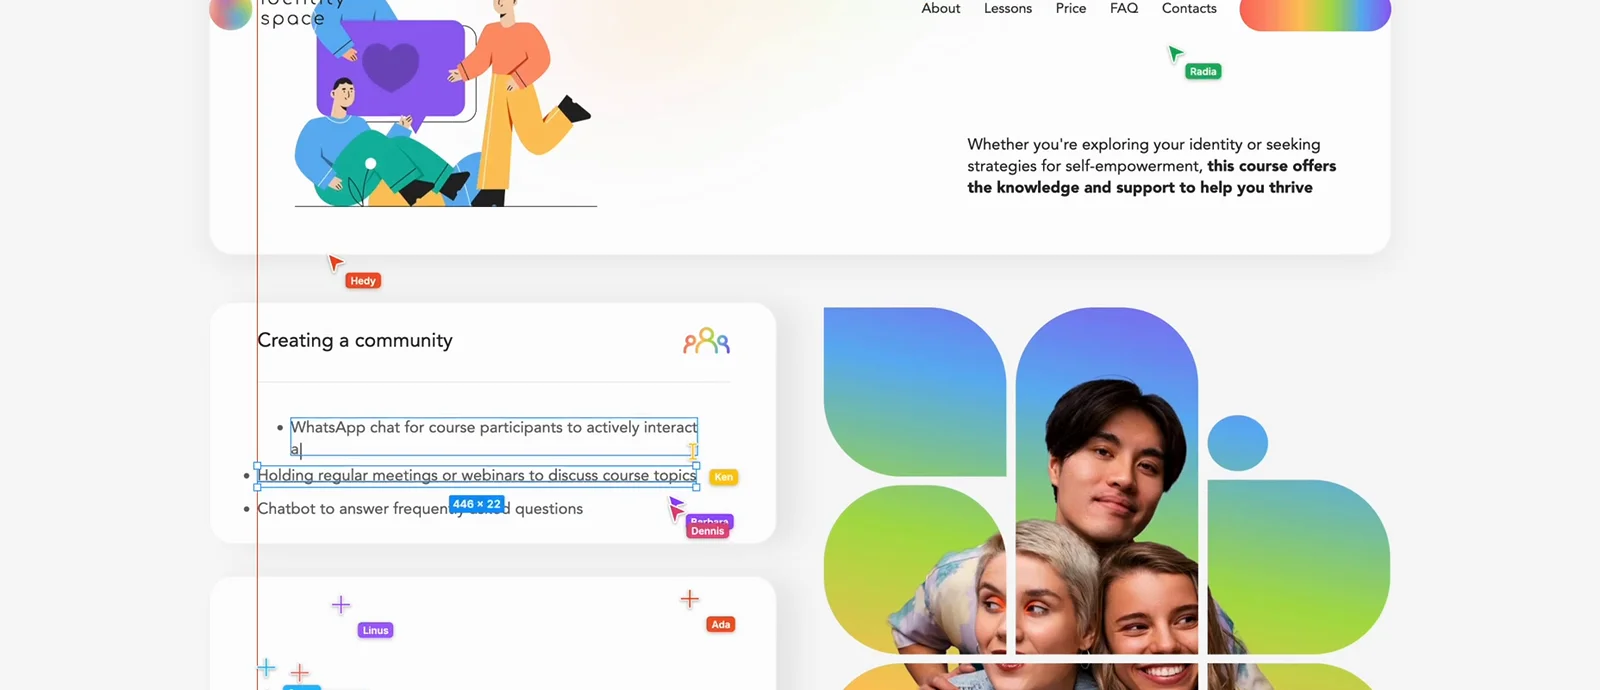 identity
space
About
Lessons
Price
FAQ
Contacts
Radia
Whether you're exploring your identity or seeking
strategies for self-empowerment, this course offers
the knowledge and support to help you thrive
Hedy
Creating a community
WhatsApp chat for course participants to actively interact
a
Holding regular meetings or webinars to discuss course topics
Ken
446 × 22
Chatbot to answer frequently asked questions
Barbara
Dennis
Linus
Ada